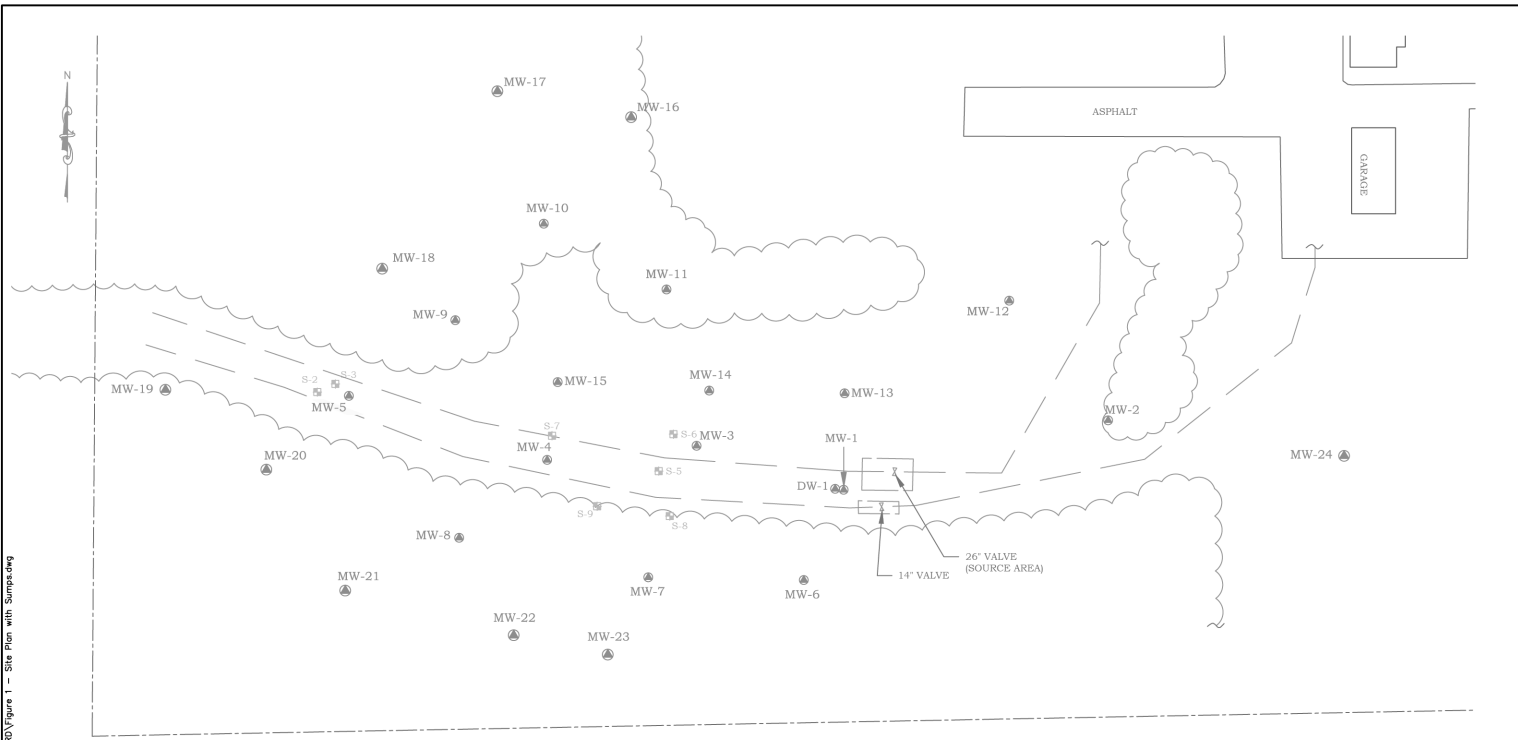 N
MW-17
MW-16
ASPHALT
GARAGE
MW-10
MW-18
MW-11
MW-12
MW-9
MW-19
S-2
S-3
MW-5
MW-15
MW-14
MW-13
MW-2
S-7
S-6
MW-3
MW-4
MW-1
MW-24
MW-20
S-5
DW-1
S-9
S-8
MW-8
26" VALVE
(SOURCE AREA)
14" VALVE
MW-21
MW-7
MW-6
MW-22
MW-23
RD\Figure 1 - Site Plan with Sumps.dwg